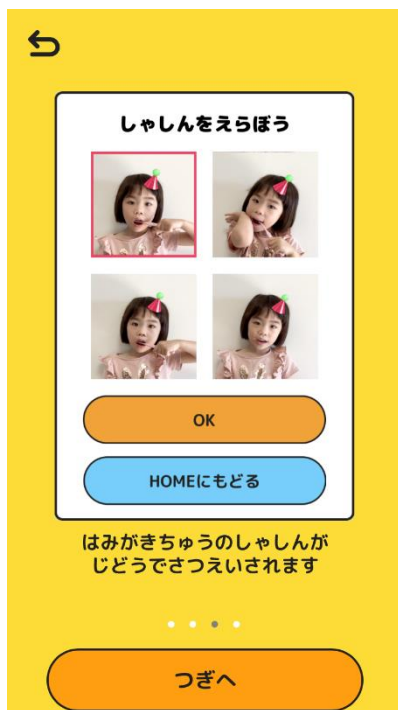 しゃしんをえらぼう
OK
HOMEにもどる
はみがきちゅうのしゃしんが
じどうでさつえいされます
つぎへ